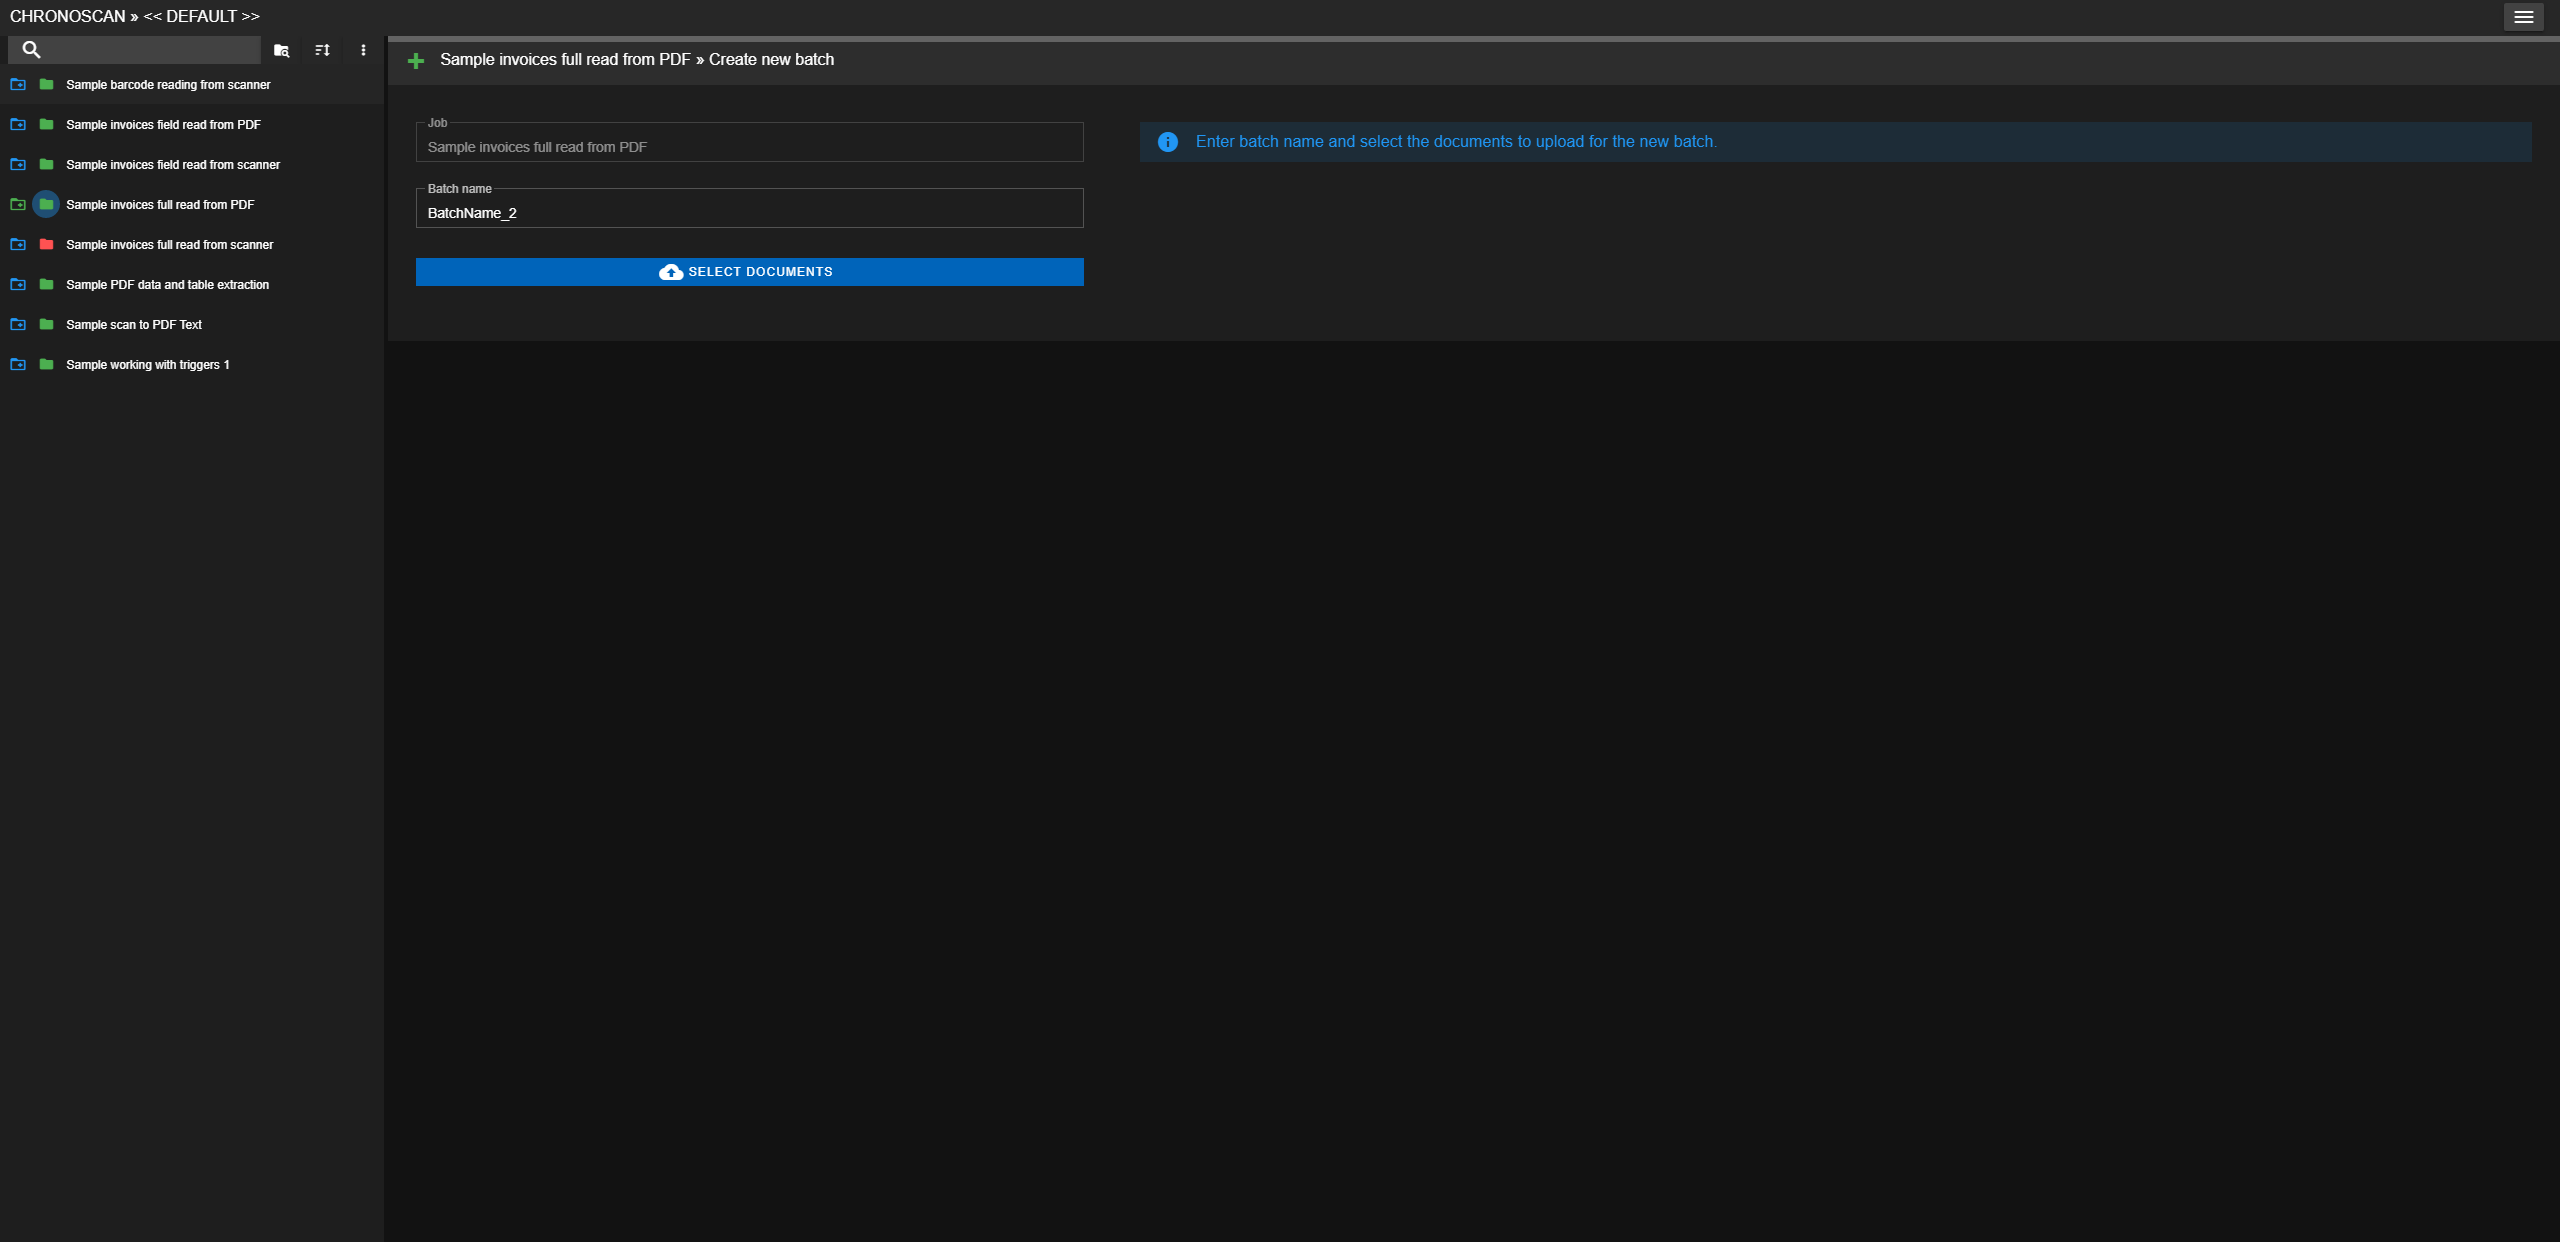 CHRONOSCAN » << DEFAULT >>
Sample barcode reading from scanner
Sample invoices field read from PDF
Sample invoices field read from scanner
Sample invoices full read from PDF
Sample invoices full read from scanner
Sample PDF data and table extraction
Sample scan to PDF Text
Sample working with triggers 1
Sample invoices full read from PDF » Create new batch
Job
Sample invoices full read from PDF
Batch name
BatchName_2
SELECT DOCUMENTS
Enter batch name and select the documents to upload for the new batch.